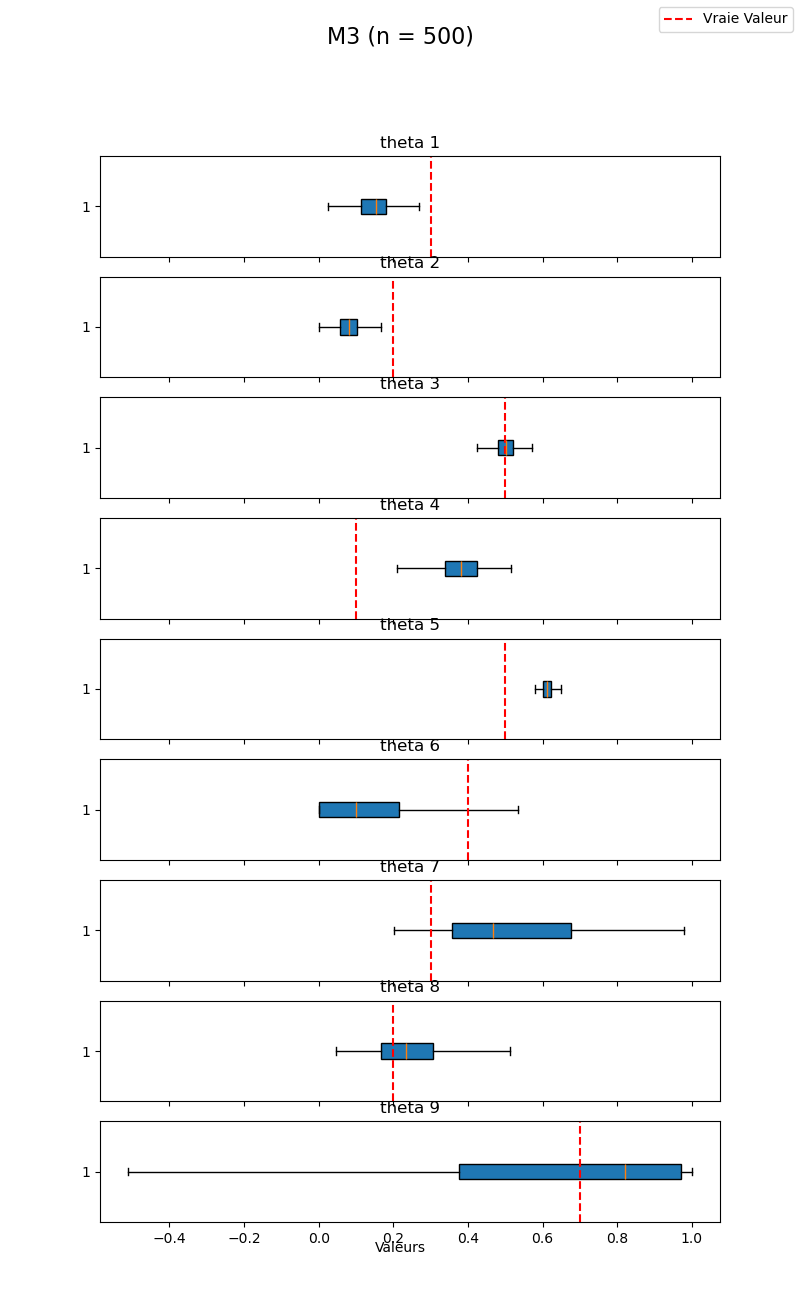 Vraie Valeur
M3 (n = 500)
theta 1
1
theta 2
1
theta 3
1
theta 4
1
theta 5
1
theta 6
1
theta 7
1
theta 8
1
theta 9
1
−0.4 −0.2 0.0 0.2 0.4 0.6 0.8 1.0
Valeurs